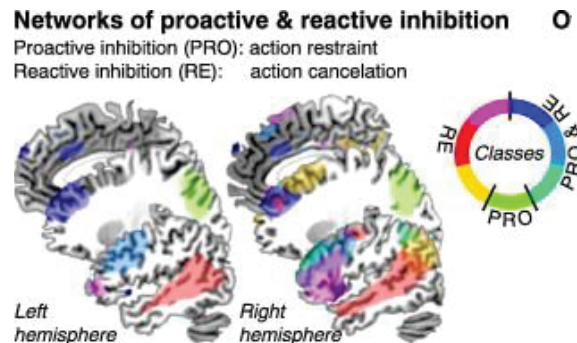 Networks of proactive & reactive inhibition
Proactive inhibition (PRO): action restraint
Reactive inhibition (RE): action cancelation
RE
Classes
PRO & RE
PRO
Left
hemisphere
Right
hemisphere